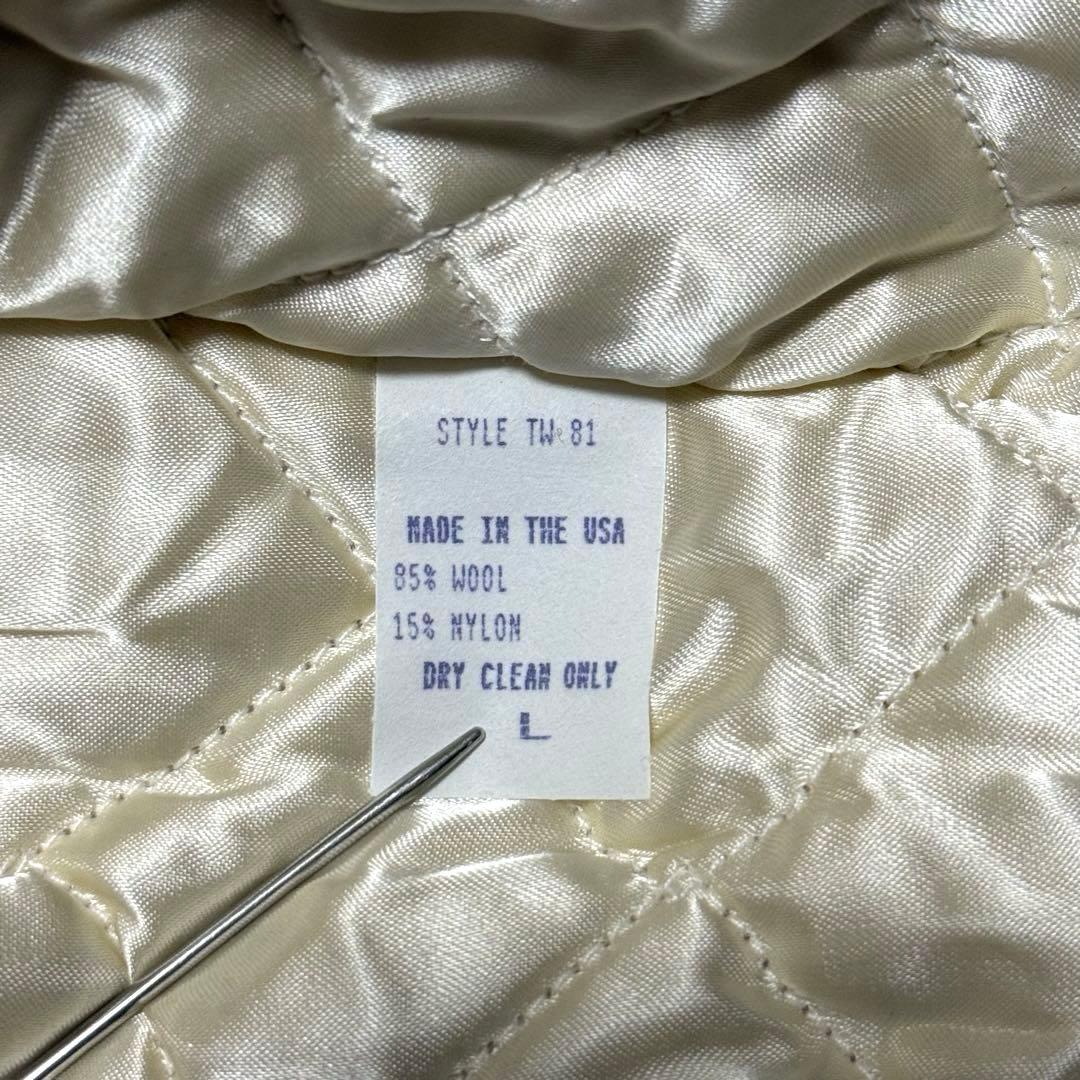 STYLE TW-81
MADE IN THE USA
85% WOOL
15% NYLON
DRY CLEAN ONLY
L